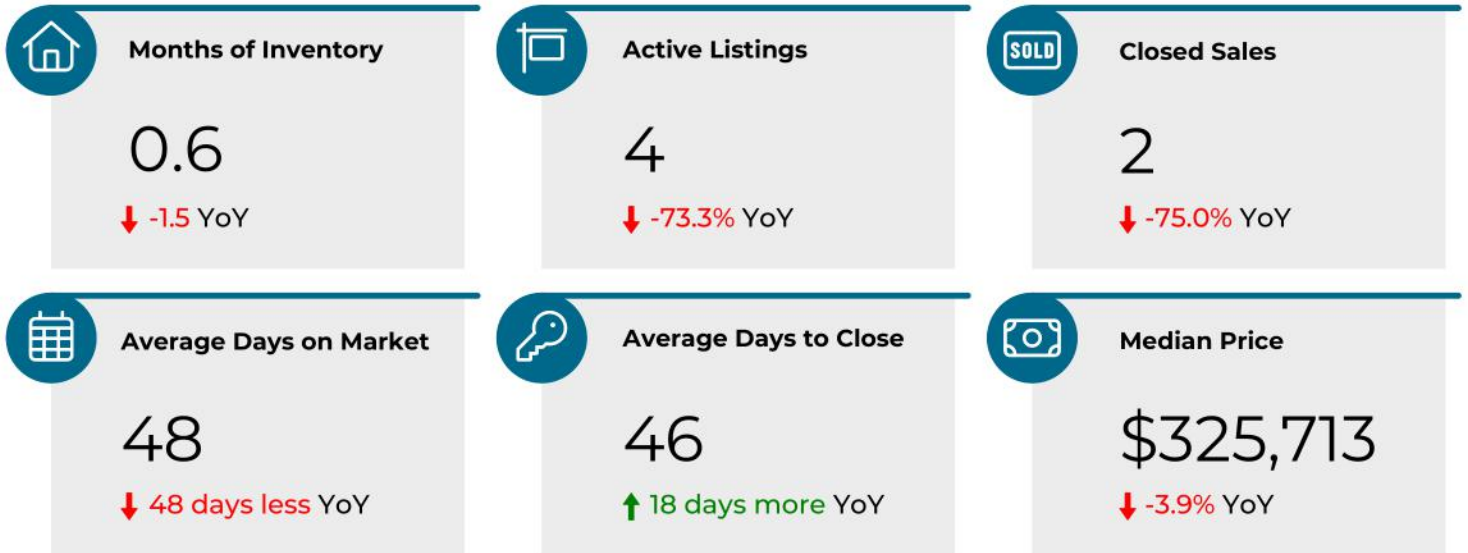 Months of Inventory
0.6
-1.5 YoY
Active Listings
4
-73.3% YoY
SOLD
Closed Sales
2
-75.0% YoY
Average Days on Market
48
48 days less YoY
Average Days to Close
46
18 days more YoY
Median Price
$325,713
-3.9% YoY